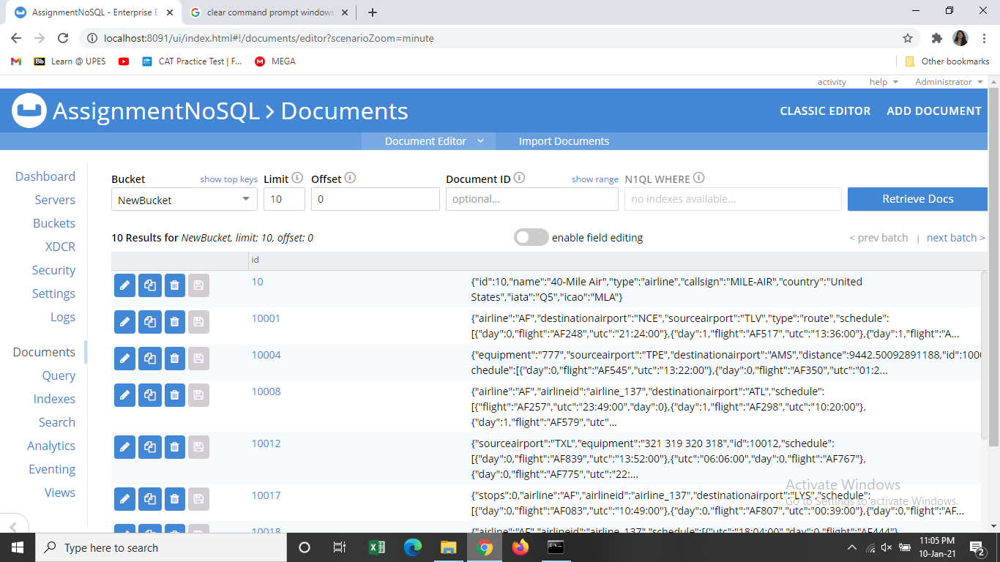 AssignmentNoSQL - Enterprise E
clear command prompt windows
localhost:8091/ui/index.html#!/documents/editor?scenarioZoom=minute
Bb Learn @ UPES
CAT Practice Test | F...
M MEGA
Other bookmarks
activity help Administrator
AssignmentNoSQL > Documents
CLASSIC EDITOR ADD DOCUMENT
Document Editor Import Documents
Dashboard
Servers
Buckets
XDCR
Security
Settings
Logs
Documents
Query
Indexes
Search
Analytics
Eventing
Views
Bucket show top keys Limit Offset Document ID show range N1QL WHERE
NewBucket 10 0 optional... no indexes available... Retrieve Docs
10 Results for NewBucket, limit: 10, offset: 0 enable field editing < prev batch | next batch >
id
10 {"id":10,"name":"40-Mile Air","type":"airline","callsign":"MILE-AIR","country":"United
States","iata":"Q5","icao":"MLA"}
10001 {"airline":"AF","destinationairport":"NCE","sourceairport":"TLV","type":"route","schedule":
[{"day":0,"flight":"AF248","utc":"21:24:00"},{"day":1,"flight":"AF517","utc":"13:36:00"},{"day":1,"flight":"A...
10004 {"equipment":"777","sourceairport":"TPE","destinationairport":"AMS","distance":9442.50092891188,"id":100
chedule":[{"day":0,"flight":"AF545","utc":"13:22:00"},{"day":0,"flight":"AF350","utc":"01:2...
10008 {"airline":"AF","airlineid":"airline_137","destinationairport":"ATL","schedule":
[{"flight":"AF257","utc":"23:49:00","day":0},{"day":1,"flight":"AF298","utc":"10:20:00"},
{"day":1,"flight":"AF579","utc"...
10012 {"sourceairport":"TXL","equipment":"321 319 320 318","id":10012,"schedule":
[{"day":0,"flight":"AF839","utc":"13:52:00"},{"utc":"06:06:00","day":0,"flight":"AF767"},
{"day":0,"flight":"AF775","utc":"22:...
10017 {"stops":0,"airline":"AF","airlineid":"airline_137","destinationairport":"LYS","schedule":
[{"day":0,"flight":"AF083","utc":"10:49:00"},{"day":0,"flight":"AF807","utc":"00:39:00"},{"day":0,"flight":"AF...
10018 {"airline":"AF","airlineid":"airline_137","schedule":[{"utc":"18:04:00","day":0,"flight":"AF444"},
Activate Windows
Go to Settings to activate Windows.
Type here to search
11:05 PM
10-Jan-21
2